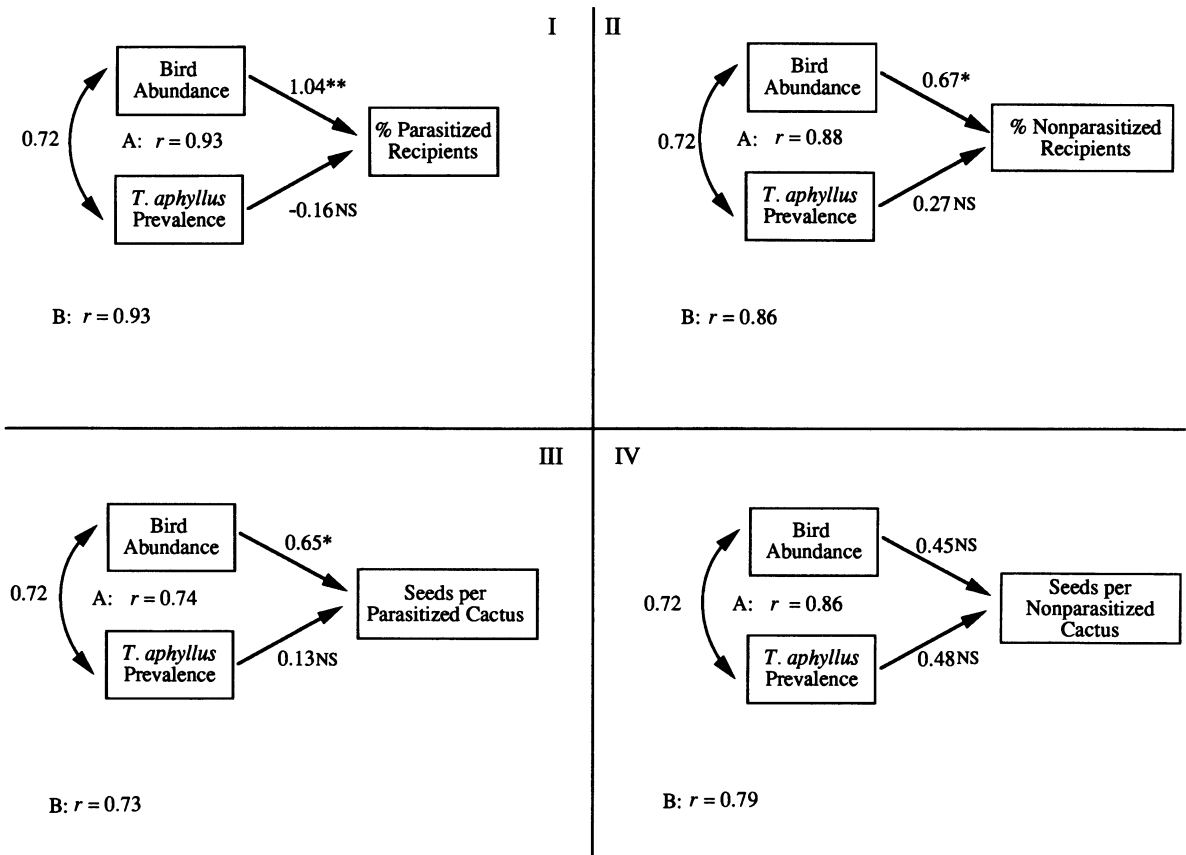 I
Bird
Abundance
1.04**
0.72
A: r = 0.93
% Parasitized
Recipients
T. aphyllus
Prevalence
-0.16NS
B: r = 0.93
II
Bird
Abundance
0.67*
0.72
A: r = 0.88
% Nonparasitized
Recipients
T. aphyllus
Prevalence
0.27NS
B: r = 0.86
III
Bird
Abundance
0.65*
0.72
A: r = 0.74
Seeds per
Parasitized Cactus
T. aphyllus
Prevalence
0.13NS
B: r = 0.73
IV
Bird
Abundance
0.45NS
0.72
A: r = 0.86
Seeds per
Nonparasitized
Cactus
T. aphyllus
Prevalence
0.48NS
B: r = 0.79